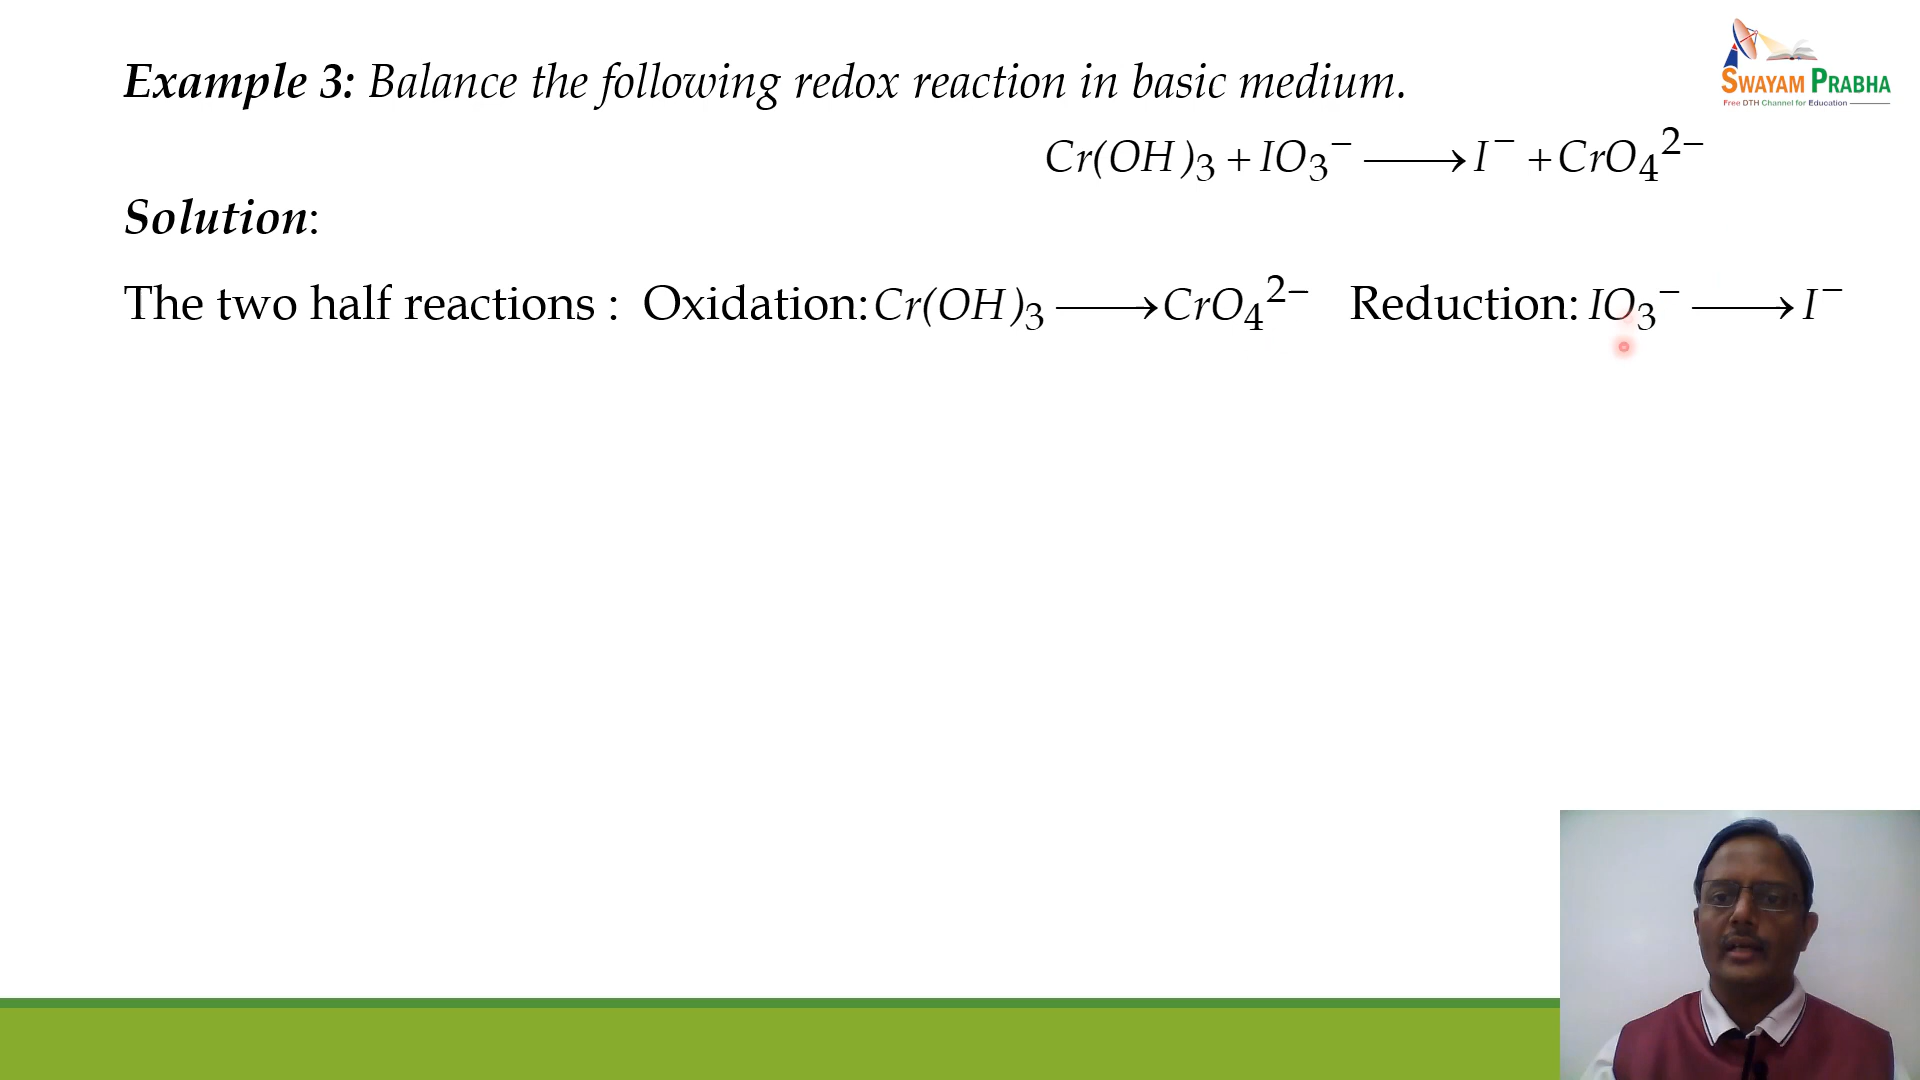 SWAYAM PRABHA
Free DTH Channel for Education
Example 3: Balance the following redox reaction in basic medium.
Cr(OH)₃ + IO₃⁻ ⟶ I⁻ + CrO₄²⁻
Solution:
The two half reactions : Oxidation: Cr(OH)₃ ⟶ CrO₄²⁻ Reduction: IO₃⁻ ⟶ I⁻